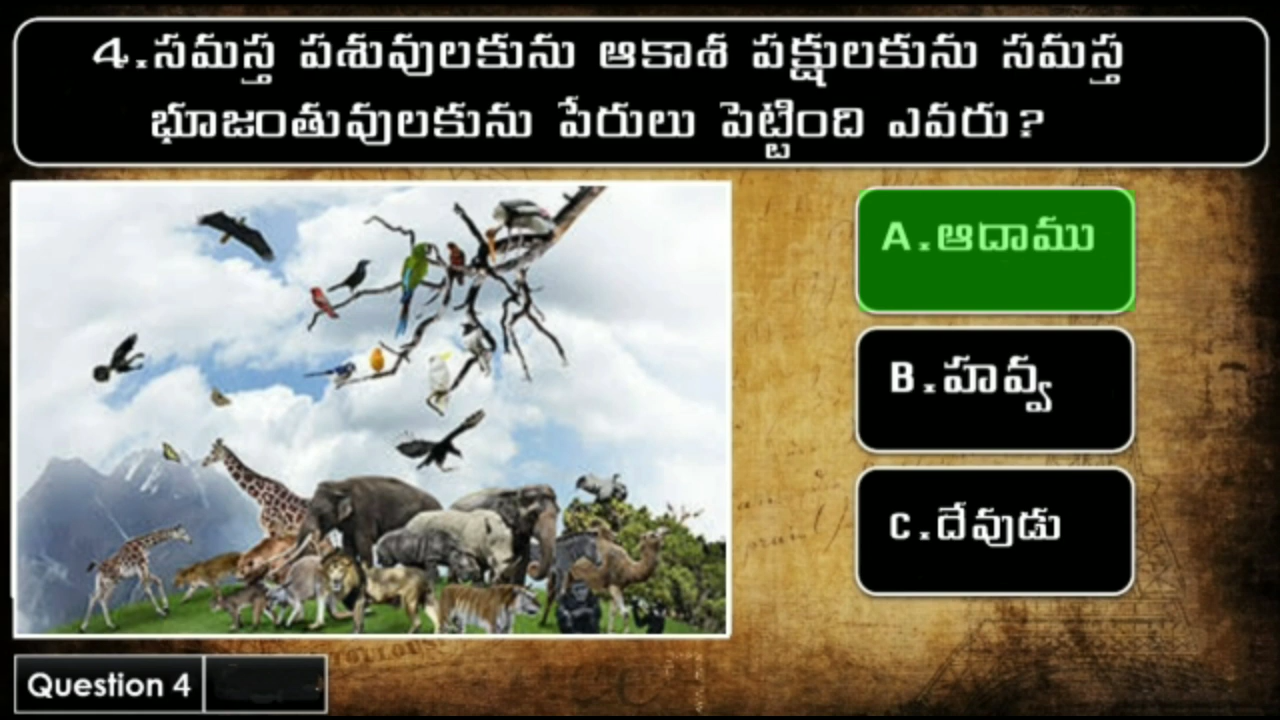 4.సమస్త పశువులకును ఆకాశ పక్షులకును సమస్త
భూజంతువులకును పేరులు పెట్టింది ఎవరు?
A.ఆదాము
B.హవ్వ
C.దేవుడు
Question 4